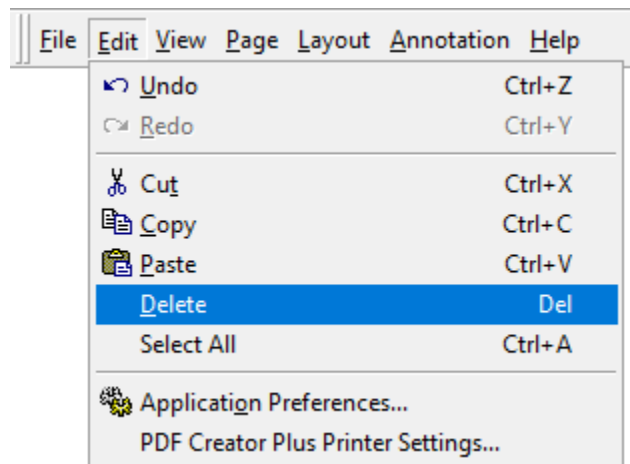 File Edit View Page Layout Annotation Help
Undo Ctrl+Z
Redo Ctrl+Y
Cut Ctrl+X
Copy Ctrl+C
Paste Ctrl+V
Delete Del
Select All Ctrl+A
Application Preferences...
PDF Creator Plus Printer Settings...